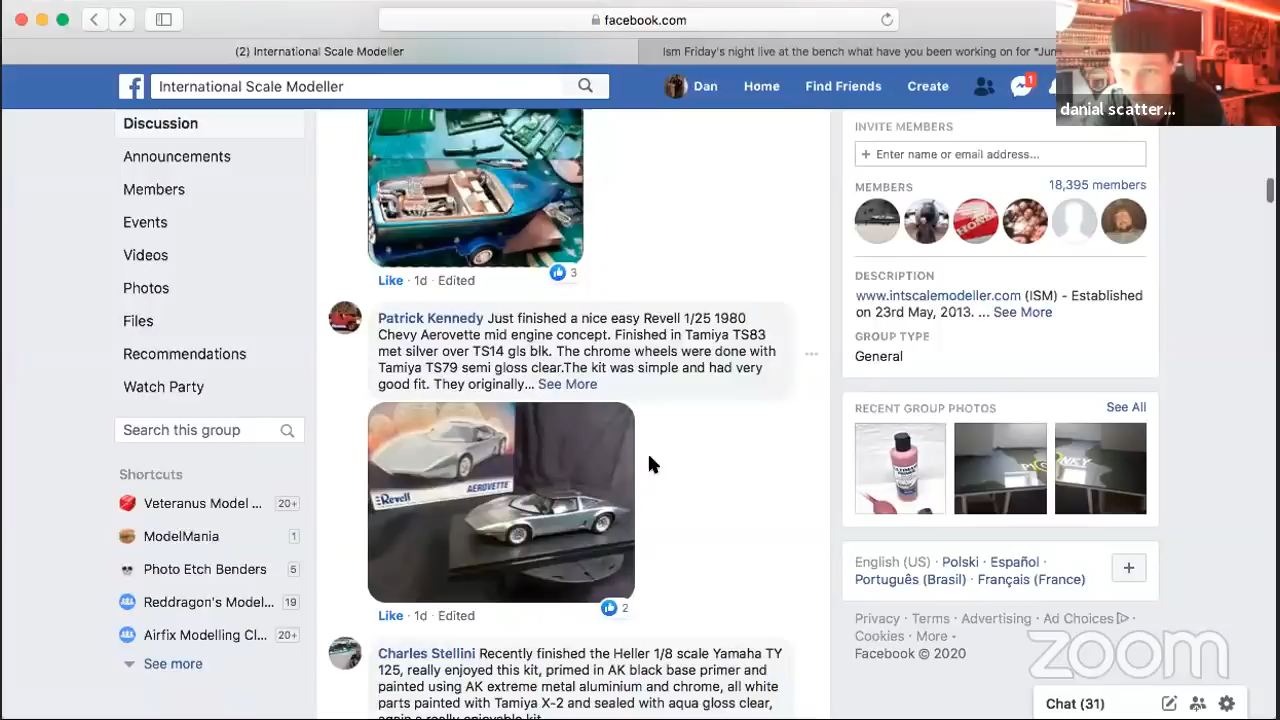 facebook.com
(2) International Scale Modeller
Ism Friday's night live at the bench what have you been working on for "Jun
International Scale Modeller
Dan
Home
Find Friends
Create
1
danial scatter...
Discussion
Announcements
Members
Events
Videos
Photos
Files
Recommendations
Watch Party
Search this group
Shortcuts
Veteranus Model ... 20+
ModelMania 1
Photo Etch Benders 5
Reddragon's Model... 19
Airfix Modelling Cl... 20+
See more
Like · 1d · Edited
3
Patrick Kennedy Just finished a nice easy Revell 1/25 1980
Chevy Aerovette mid engine concept. Finished in Tamiya TS83
met silver over TS14 gls blk. The chrome wheels were done with
Tamiya TS79 semi gloss clear.The kit was simple and had very
good fit. They originally... See More
Revell
AEROVETTE
Like · 1d · Edited
2
Charles Stellini Recently finished the Heller 1/8 scale Yamaha TY
125, really enjoyed this kit, primed in AK black base primer and
painted using AK extreme metal aluminium and chrome, all white
parts painted with Tamiya X-2 and sealed with aqua gloss clear,
again a really enjoyable kit
INVITE MEMBERS
+ Enter name or email address...
MEMBERS
18,395 members
HONDA
DESCRIPTION
www.intscalemodeller.com (ISM) - Established
on 23rd May, 2013. ... See More
GROUP TYPE
General
RECENT GROUP PHOTOS
See All
English (US) · Polski · Español ·
Português (Brasil) · Français (France)
+
Privacy · Terms · Advertising · Ad Choices ·
Cookies · More
Facebook © 2020
zoom
Chat (31)